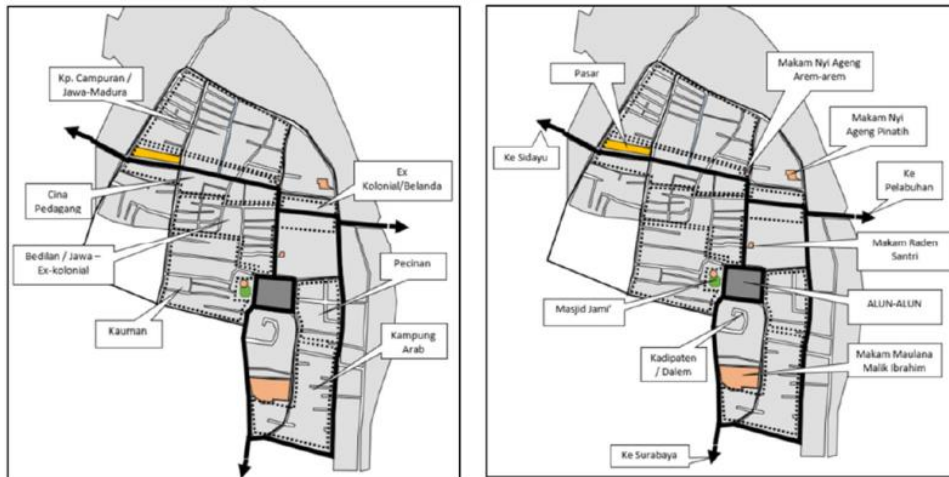 Kp. Campuran /
Jawa-Madura
Cina
Pedagang
Bedilan / Jawa –
Ex-kolonial
Kauman
Ex
Kolonial/Belanda
Pecinan
Kampung
Arab
Pasar
Ke Sidayu
Makam Nyi Ageng
Arem-arem
Makam Nyi
Ageng Pinatih
Ke
Pelabuhan
Makam Raden
Santri
Masjid Jami'
ALUN-ALUN
Kadipaten
/ Dalem
Makam Maulana
Malik Ibrahim
Ke Surabaya